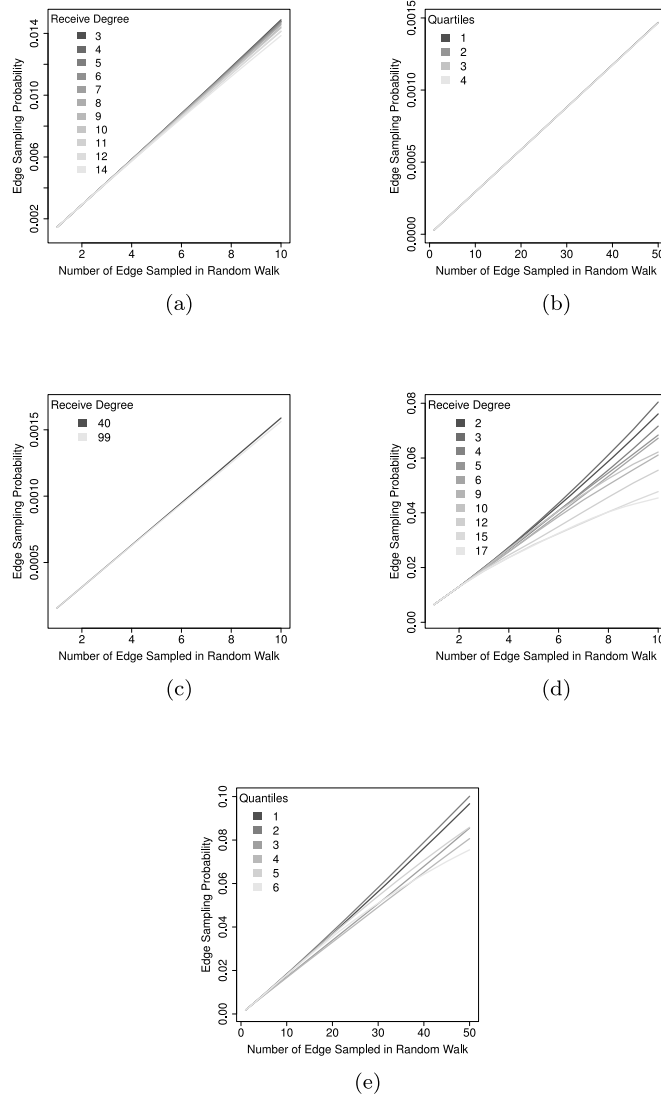 Receive Degree
3
4
5
6
7
8
9
10
11
12
14
0.002 0.006 0.010 0.014
Edge Sampling Probability
2 4 6 8 10
Number of Edge Sampled in Random Walk
(a)
Quartiles
1
2
3
4
0.0000 0.0005 0.0010 0.0015
Edge Sampling Probability
0 10 20 30 40 50
Number of Edge Sampled in Random Walk
(b)
Receive Degree
40
99
0.0005 0.0010 0.0015
Edge Sampling Probability
2 4 6 8 10
Number of Edge Sampled in Random Walk
(c)
Receive Degree
2
3
4
5
6
9
10
12
15
17
0.00 0.02 0.04 0.06 0.08
Edge Sampling Probability
2 4 6 8 10
Number of Edge Sampled in Random Walk
(d)
Quantiles
1
2
3
4
5
6
0.00 0.02 0.04 0.06 0.08 0.10
Edge Sampling Probability
0 10 20 30 40 50
Number of Edge Sampled in Random Walk
(e)